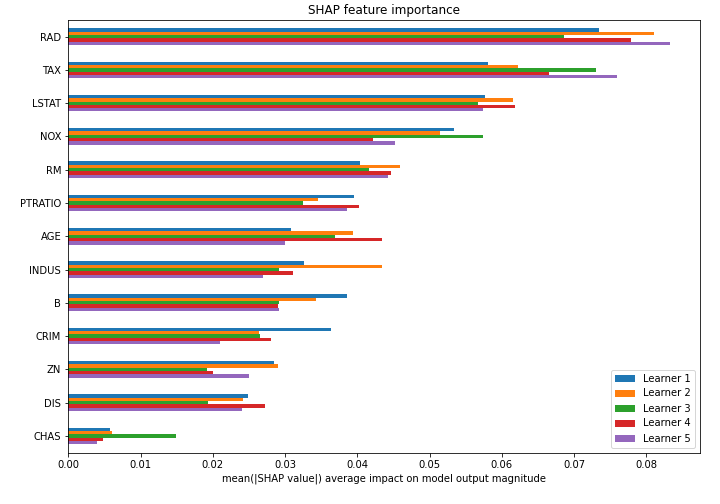 SHAP feature importance
RAD
TAX
LSTAT
NOX
RM
PTRATIO
AGE
INDUS
B
CRIM
ZN
DIS
CHAS
Learner 1
Learner 2
Learner 3
Learner 4
Learner 5
0.00 0.01 0.02 0.03 0.04 0.05 0.06 0.07 0.08
mean(|SHAP value|) average impact on model output magnitude